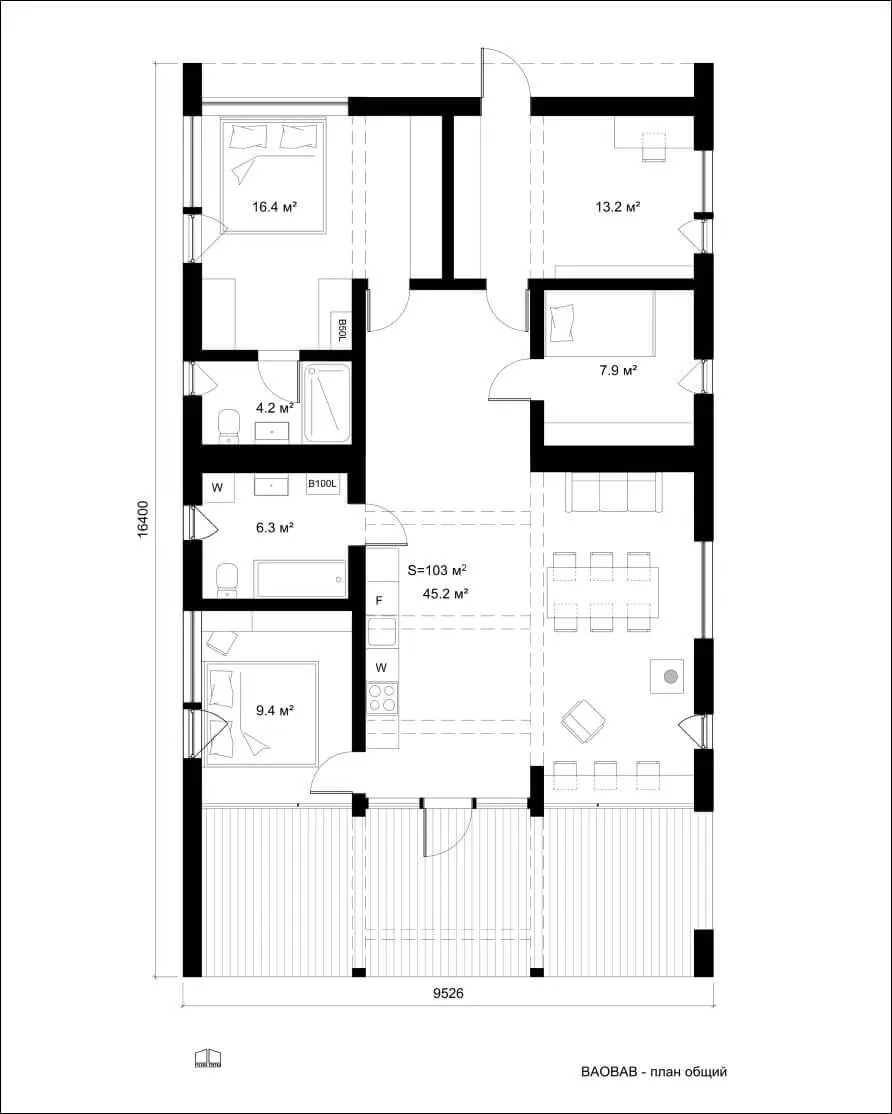 16.4 м²
13.2 м²
B50L
7.9 м²
4.2 м²
W
B100L
6.3 м²
16400
S=103 м²
45.2 м²
F
W
9.4 м²
9526
BAOBAB - план общий